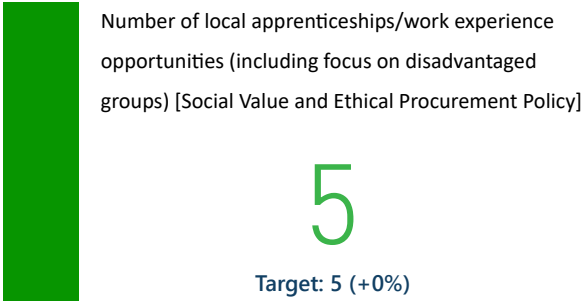 Number of local apprenticeships/work experience
opportunities (including focus on disadvantaged
groups) [Social Value and Ethical Procurement Policy]
5
Target: 5 (+0%)